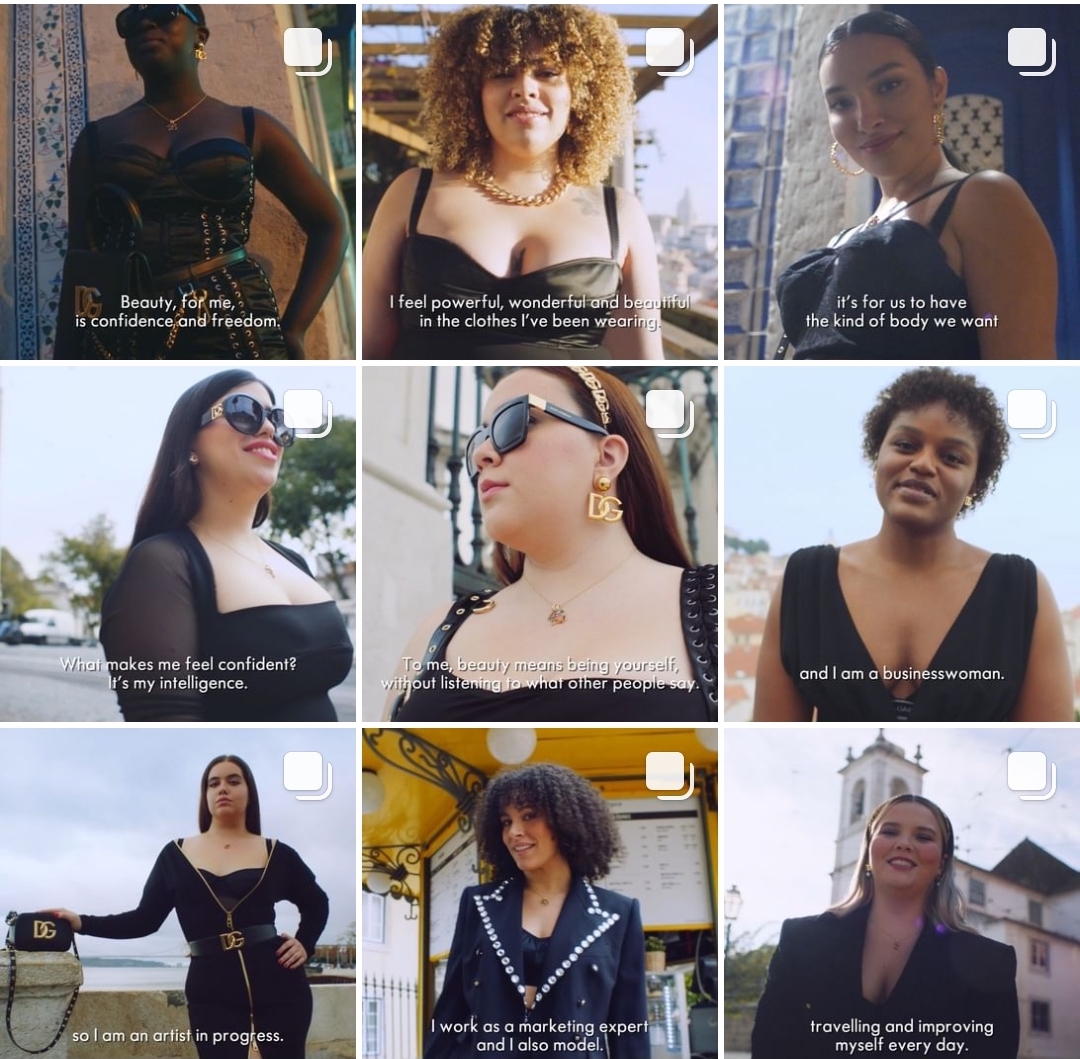 DG
Beauty, for me,
is confidence and freedom.
I feel powerful, wonderful and beautiful
in the clothes I've been wearing.
it's for us to have
the kind of body we want
What makes me feel confident?
It's my intelligence.
DG
To me, beauty means being yourself,
without listening to what other people say.
and I am a businesswoman.
DG
DG
so I am an artist in progress.
I work as a marketing expert
and I also model.
travelling and improving
myself every day.